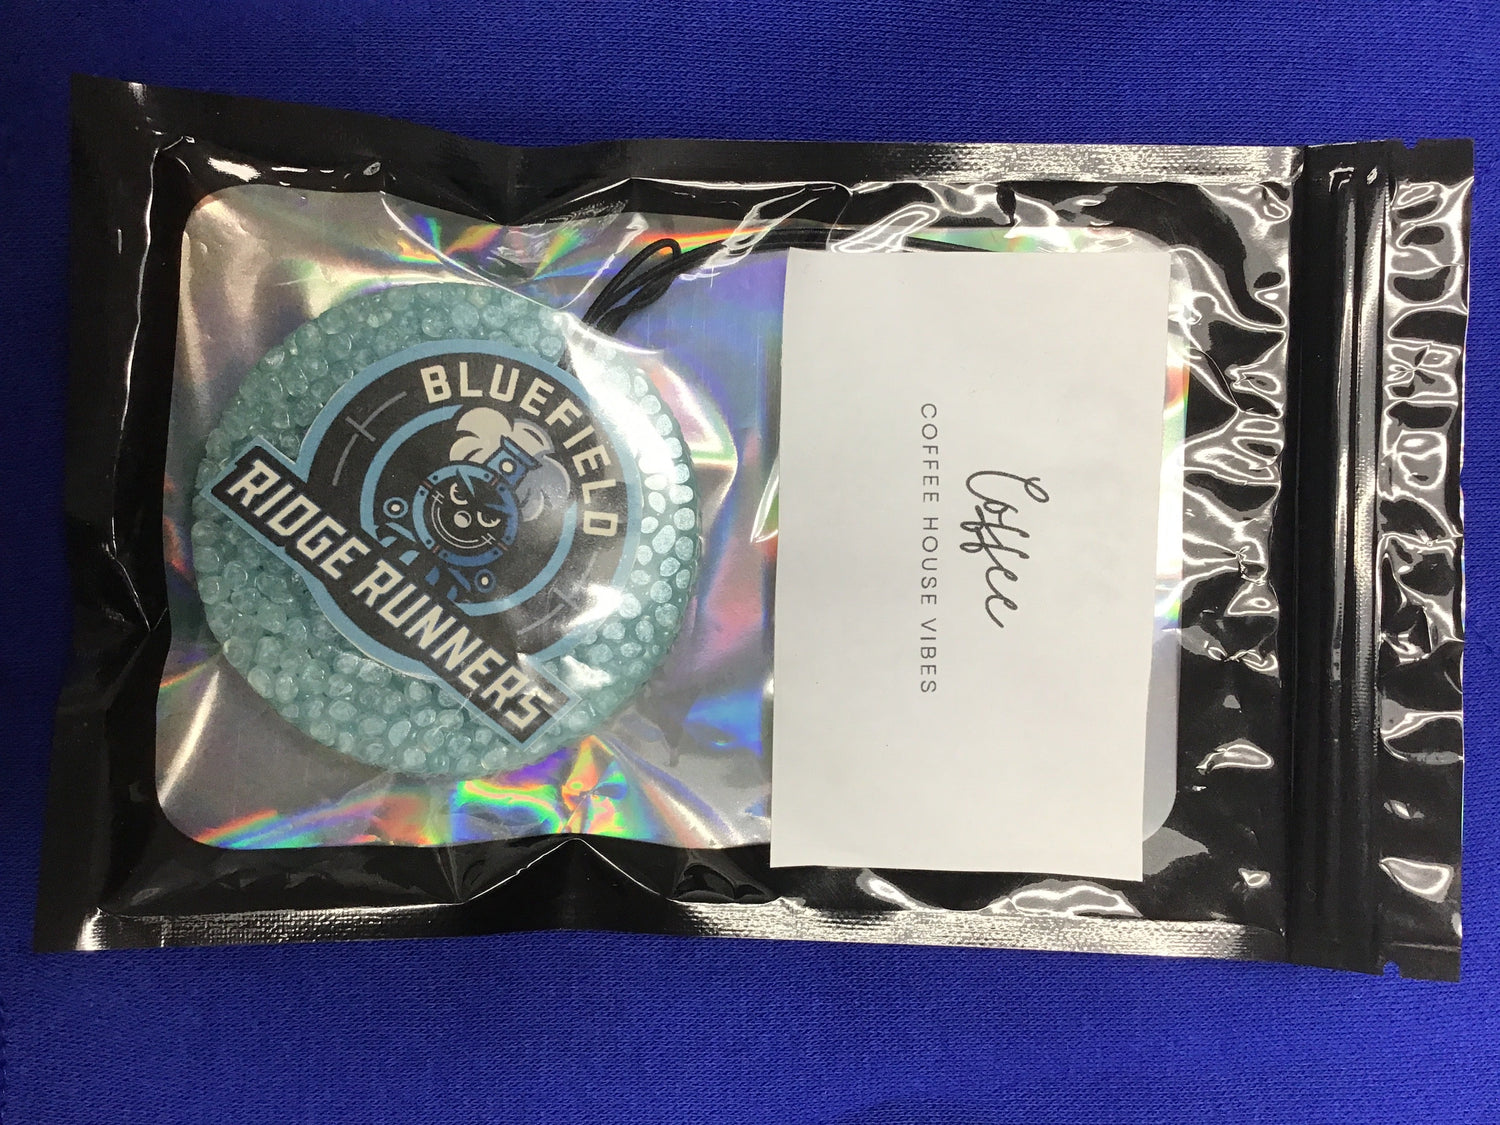 BLUEFIELD
RIDGE RUNNERS
Coffee
COFFEE HOUSE VIBES